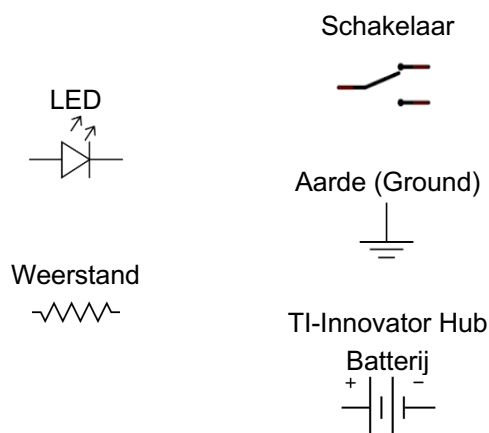 Schakelaar
LED
Aarde (Ground)
Weerstand
TI-Innovator Hub
Batterij
+ −